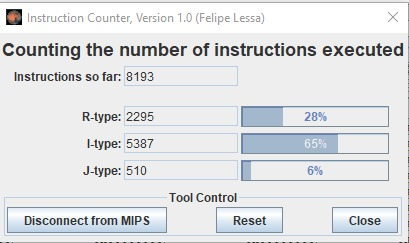 Instruction Counter, Version 1.0 (Felipe Lessa)
Counting the number of instructions executed
Instructions so far: 8193
R-type: 2295 28%
I-type: 5387 65%
J-type: 510 6%
Tool Control
Disconnect from MIPS Reset Close